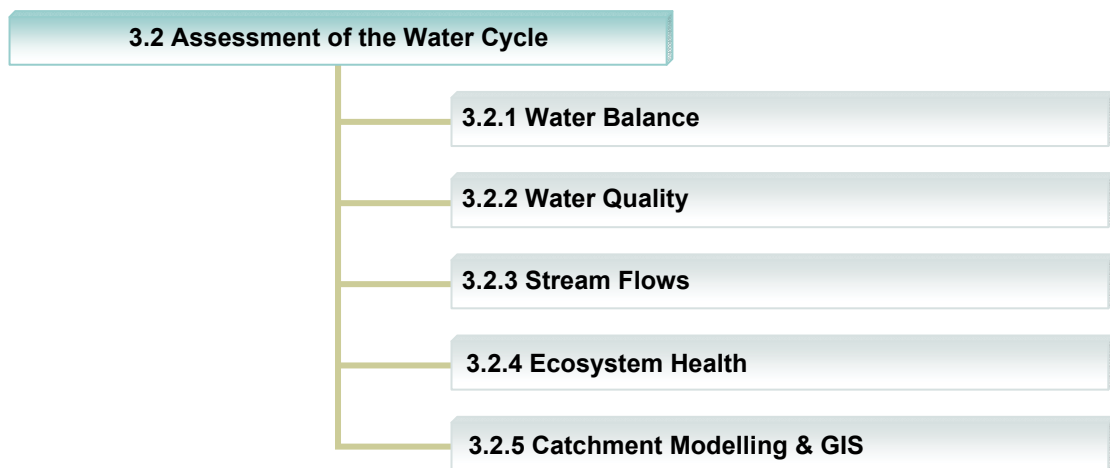 3.2 Assessment of the Water Cycle
3.2.1 Water Balance
3.2.2 Water Quality
3.2.3 Stream Flows
3.2.4 Ecosystem Health
3.2.5 Catchment Modelling & GIS